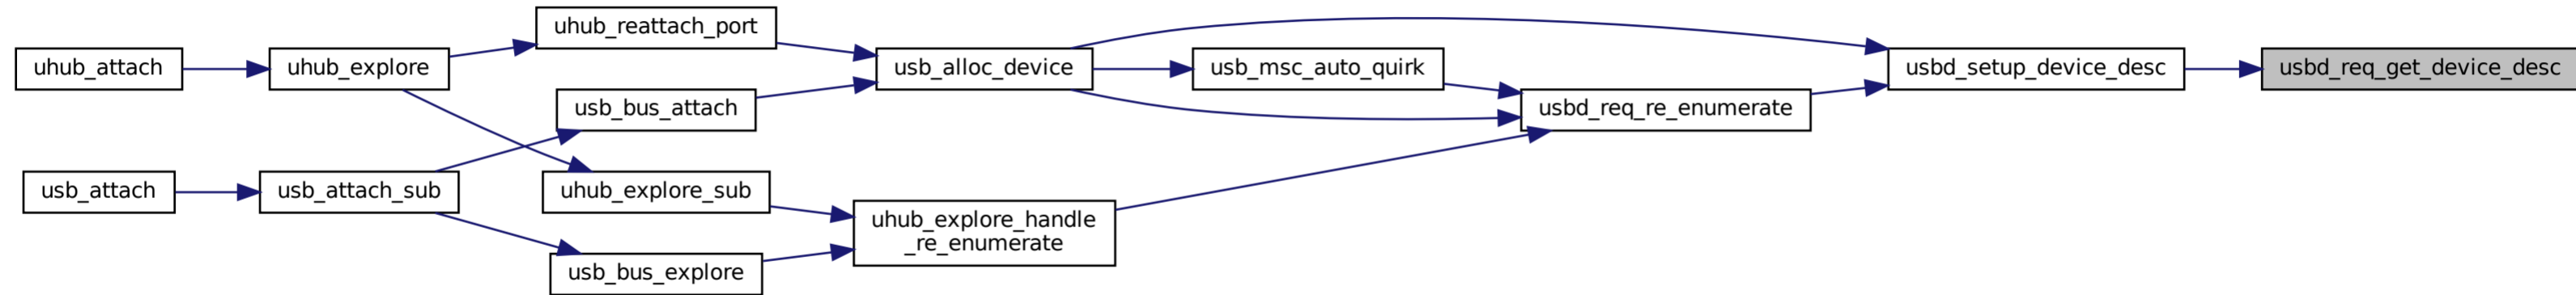 uhub_attach
uhub_explore
uhub_reattach_port
usb_bus_attach
usb_attach
usb_attach_sub
uhub_explore_sub
usb_bus_explore
usb_alloc_device
uhub_explore_handle
_re_enumerate
usb_msc_auto_quirk
usbd_req_re_enumerate
usbd_setup_device_desc
usbd_req_get_device_desc